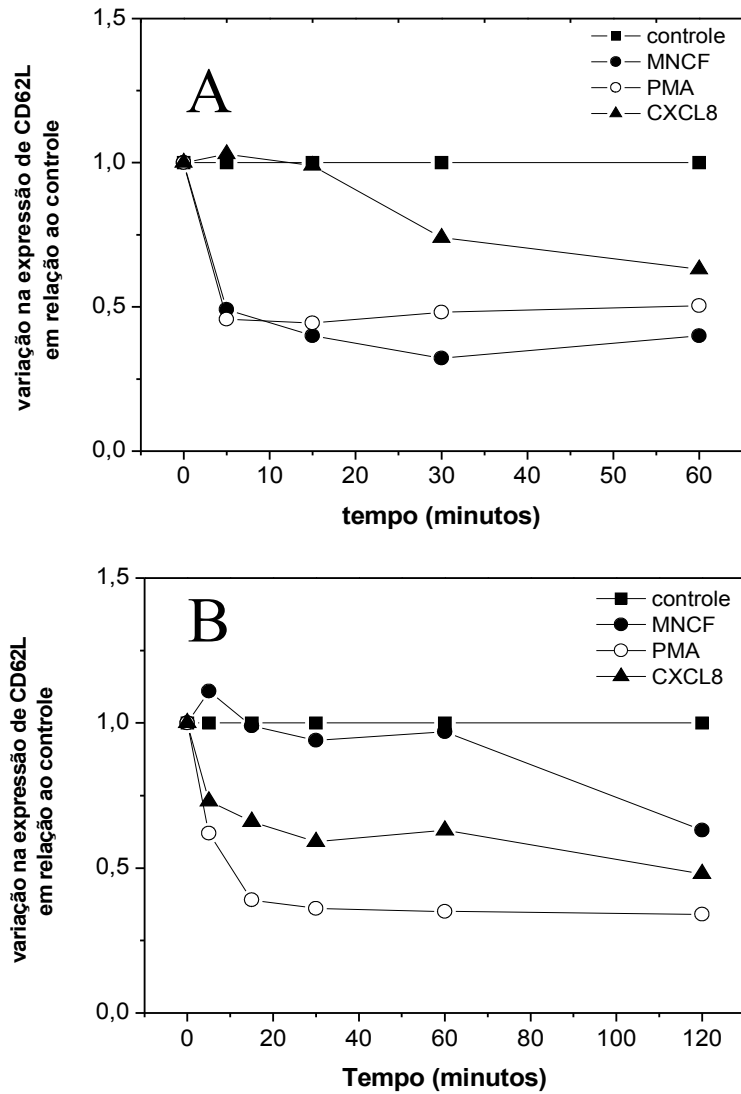 1,5
1,0
0,5
0,0
variação na expressão de CD62L
em relação ao controle
A
controle
MNCF
PMA
CXCL8
0 10 20 30 40 50 60
tempo (minutos)
1,5
1,0
0,5
0,0
variação na expressão de CD62L
em relação ao controle
B
controle
MNCF
PMA
CXCL8
0 20 40 60 80 100 120
Tempo (minutos)